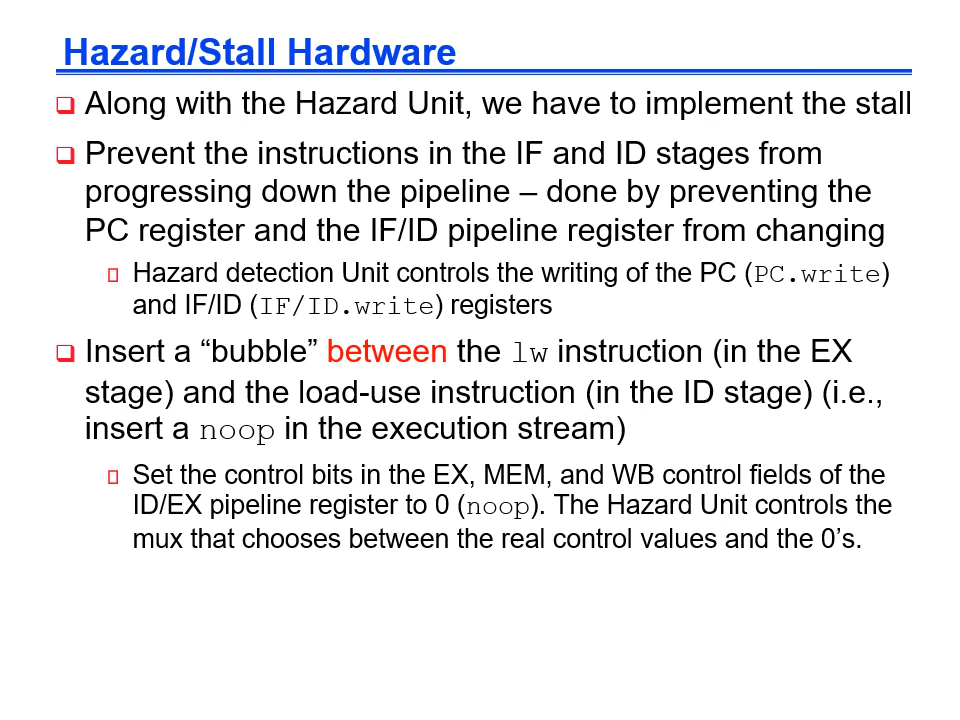 Hazard/Stall Hardware
Along with the Hazard Unit, we have to implement the stall
Prevent the instructions in the IF and ID stages from
progressing down the pipeline – done by preventing the
PC register and the IF/ID pipeline register from changing
Hazard detection Unit controls the writing of the PC (PC.write)
and IF/ID (IF/ID.write) registers
Insert a “bubble” between the lw instruction (in the EX
stage) and the load-use instruction (in the ID stage) (i.e.,
insert a noop in the execution stream)
Set the control bits in the EX, MEM, and WB control fields of the
ID/EX pipeline register to 0 (noop). The Hazard Unit controls the
mux that chooses between the real control values and the 0’s.